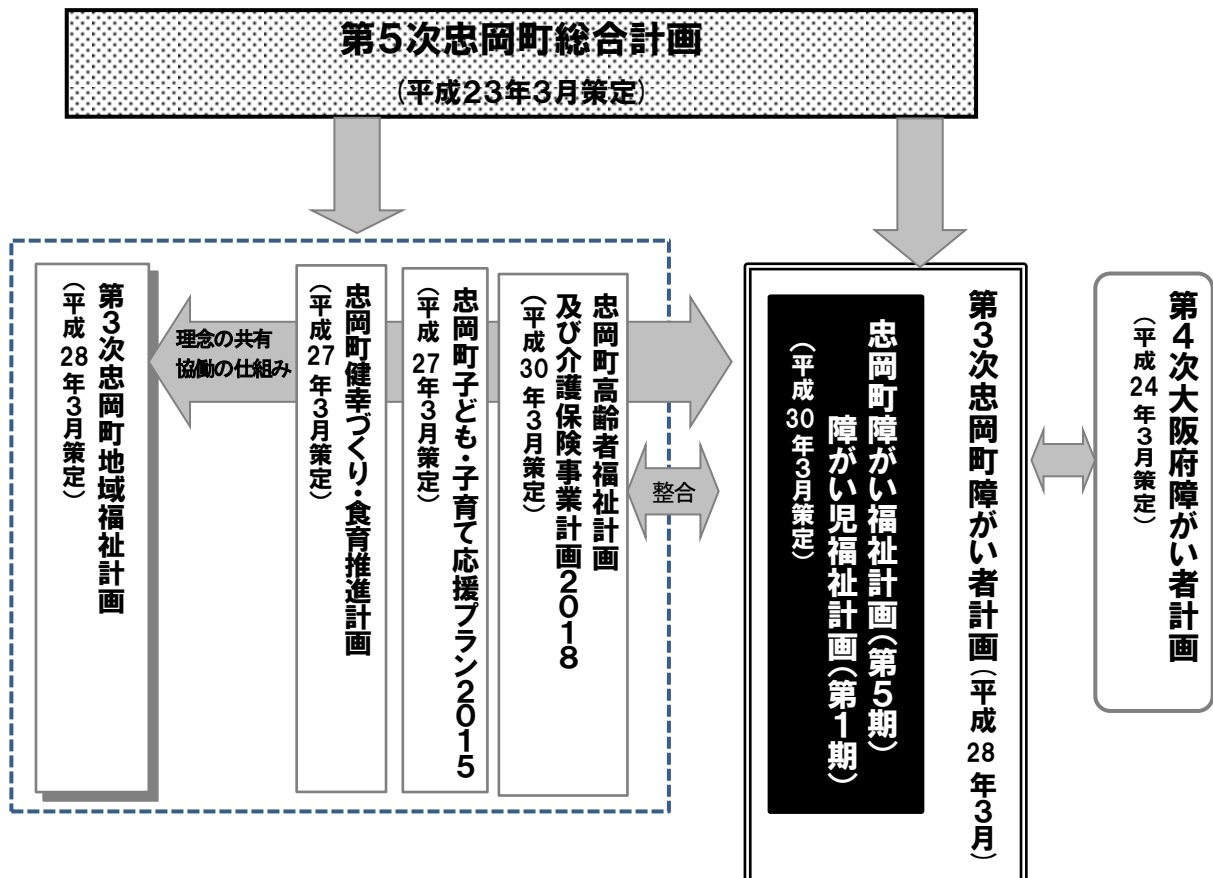 第5次忠岡町総合計画
(平成23年3月策定)
第3次忠岡町地域福祉計画
(平成28年3月策定)
理念の共有
協働の仕組み
忠岡町健幸づくり・食育推進計画
(平成27年3月策定)
忠岡町子ども・子育て応援プラン2015
(平成27年3月策定)
忠岡町高齢者福祉計画
及び介護保険事業計画2018
(平成30年3月策定)
整合
第3次忠岡町障がい者計画(平成28年3月)
忠岡町障がい福祉計画(第5期)
障がい児福祉計画(第1期)
(平成30年3月策定)
第4次大阪府障がい者計画
(平成24年3月策定)